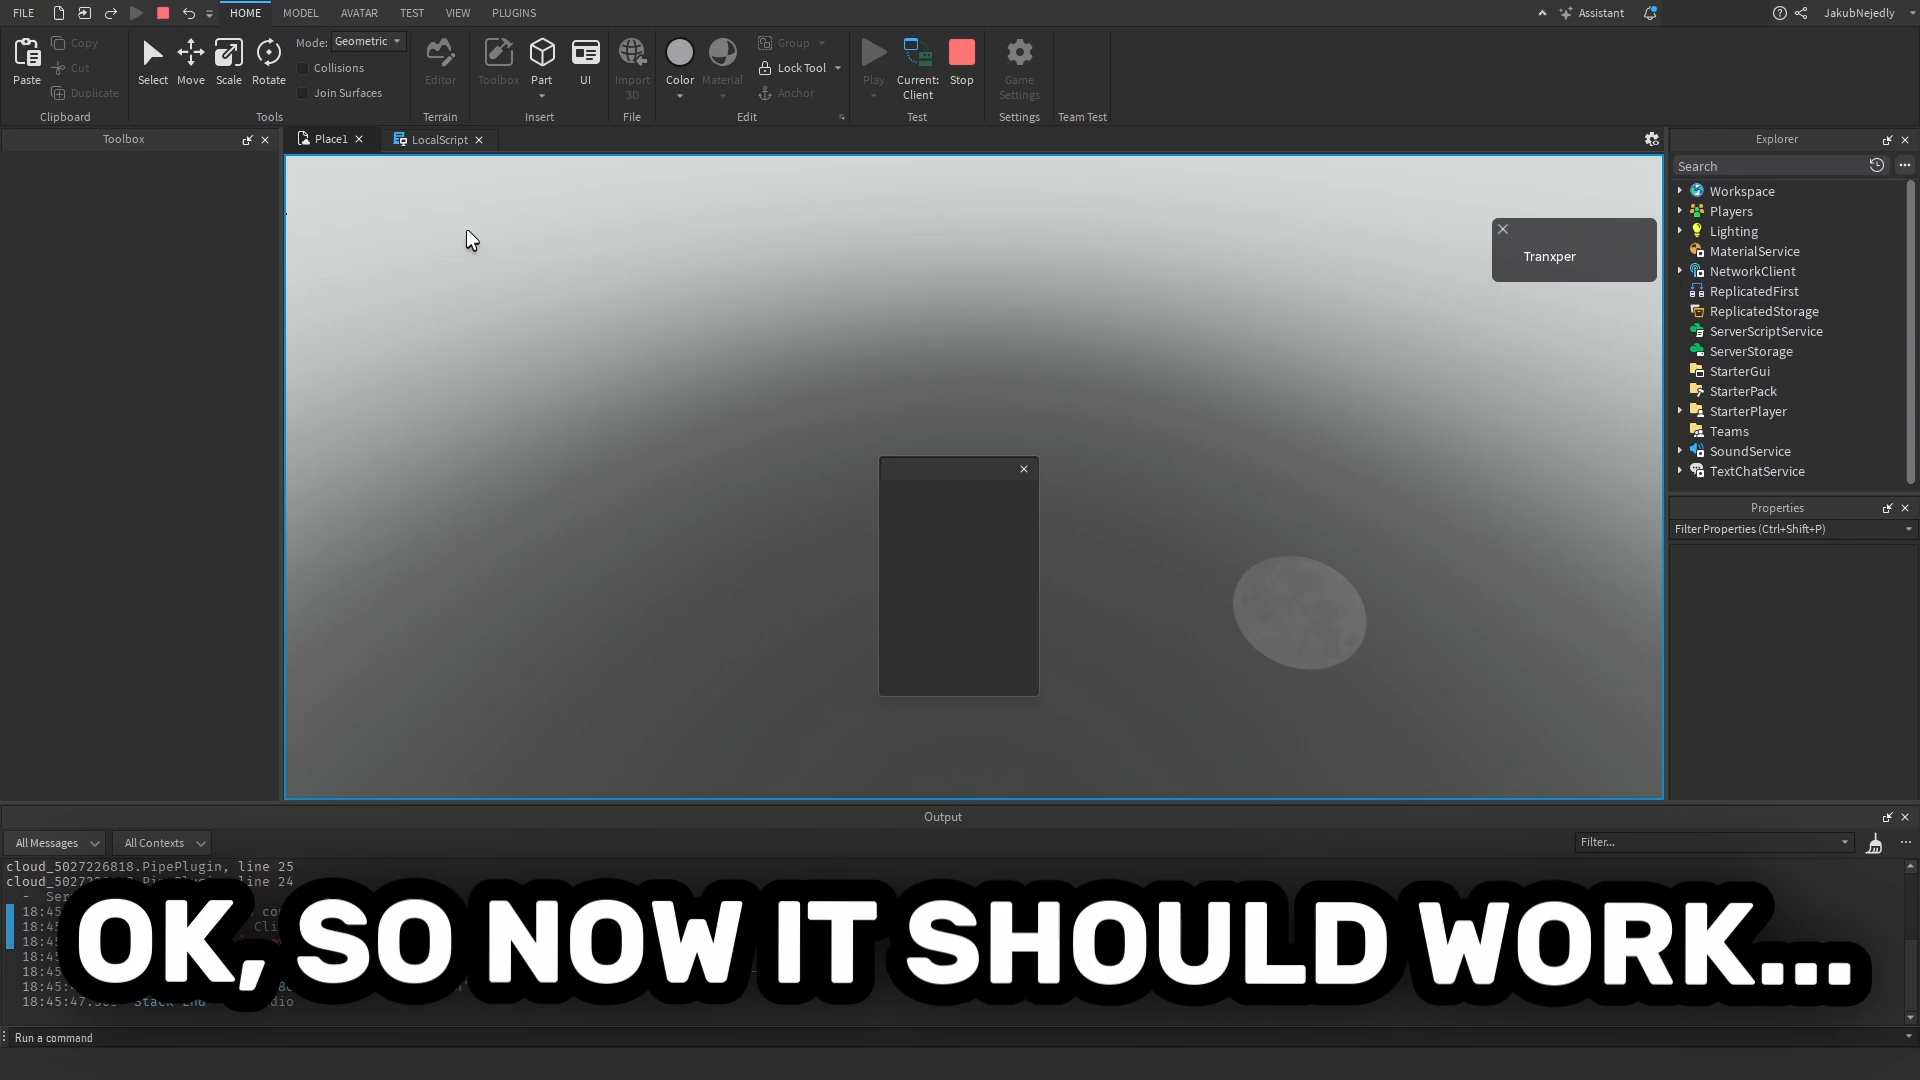 FILE
HOME
MODEL
AVATAR
TEST
VIEW
PLUGINS
Assistant
JakubNejedly
Paste
Copy
Cut
Duplicate
Clipboard
Select
Move
Scale
Rotate
Mode:
Geometric
Collisions
Join Surfaces
Tools
Editor
Terrain
Toolbox
Part
UI
Insert
Import
3D
File
Color
Material
Group
Lock Tool
Anchor
Edit
Play
Current:
Client
Stop
Test
Game
Settings
Settings
Team Test
Toolbox
Place1
LocalScript
Tranxper
Explorer
Search
Workspace
Players
Lighting
MaterialService
NetworkClient
ReplicatedFirst
ReplicatedStorage
ServerScriptService
ServerStorage
StarterGui
StarterPack
StarterPlayer
Teams
SoundService
TextChatService
Properties
Filter Properties (Ctrl+Shift+P)
Output
All Messages
All Contexts
Filter...
cloud_5027226818.PipePlugin, line 25
OK, SO NOW IT SHOULD WORK...
Run a command